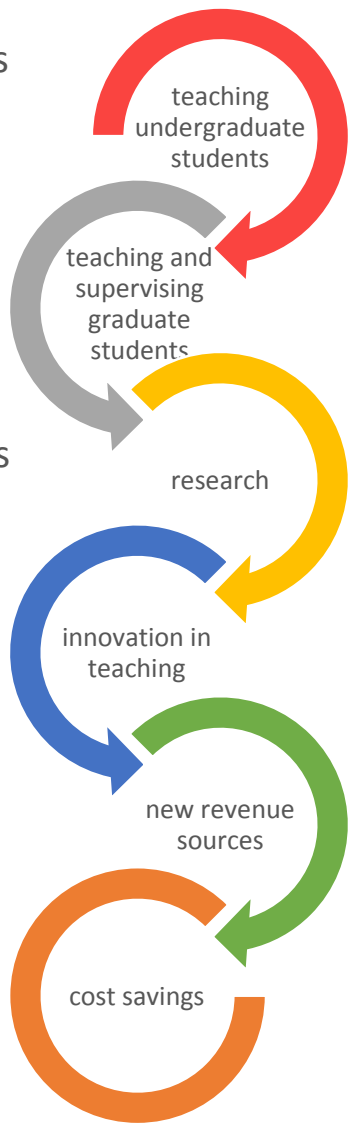 s
teaching
undergraduate
students
teaching and
supervising
graduate
students
s
research
innovation in
teaching
new revenue
sources
cost savings